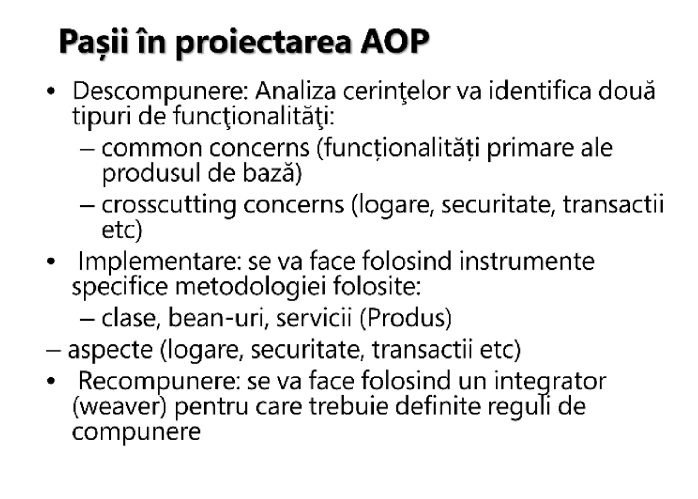 Pașii în proiectarea AOP
• Descompunere: Analiza cerinţelor va identifica două
tipuri de funcţionalităţi:
– common concerns (funcționalități primare ale
produsul de bază)
– crosscutting concerns (logare, securitate, transactii
etc)
• Implementare: se va face folosind instrumente
specifice metodologiei folosite:
– clase, bean-uri, servicii (Produs)
– aspecte (logare, securitate, transactii etc)
• Recompunere: se va face folosind un integrator
(weaver) pentru care trebuie definite reguli de
compunere